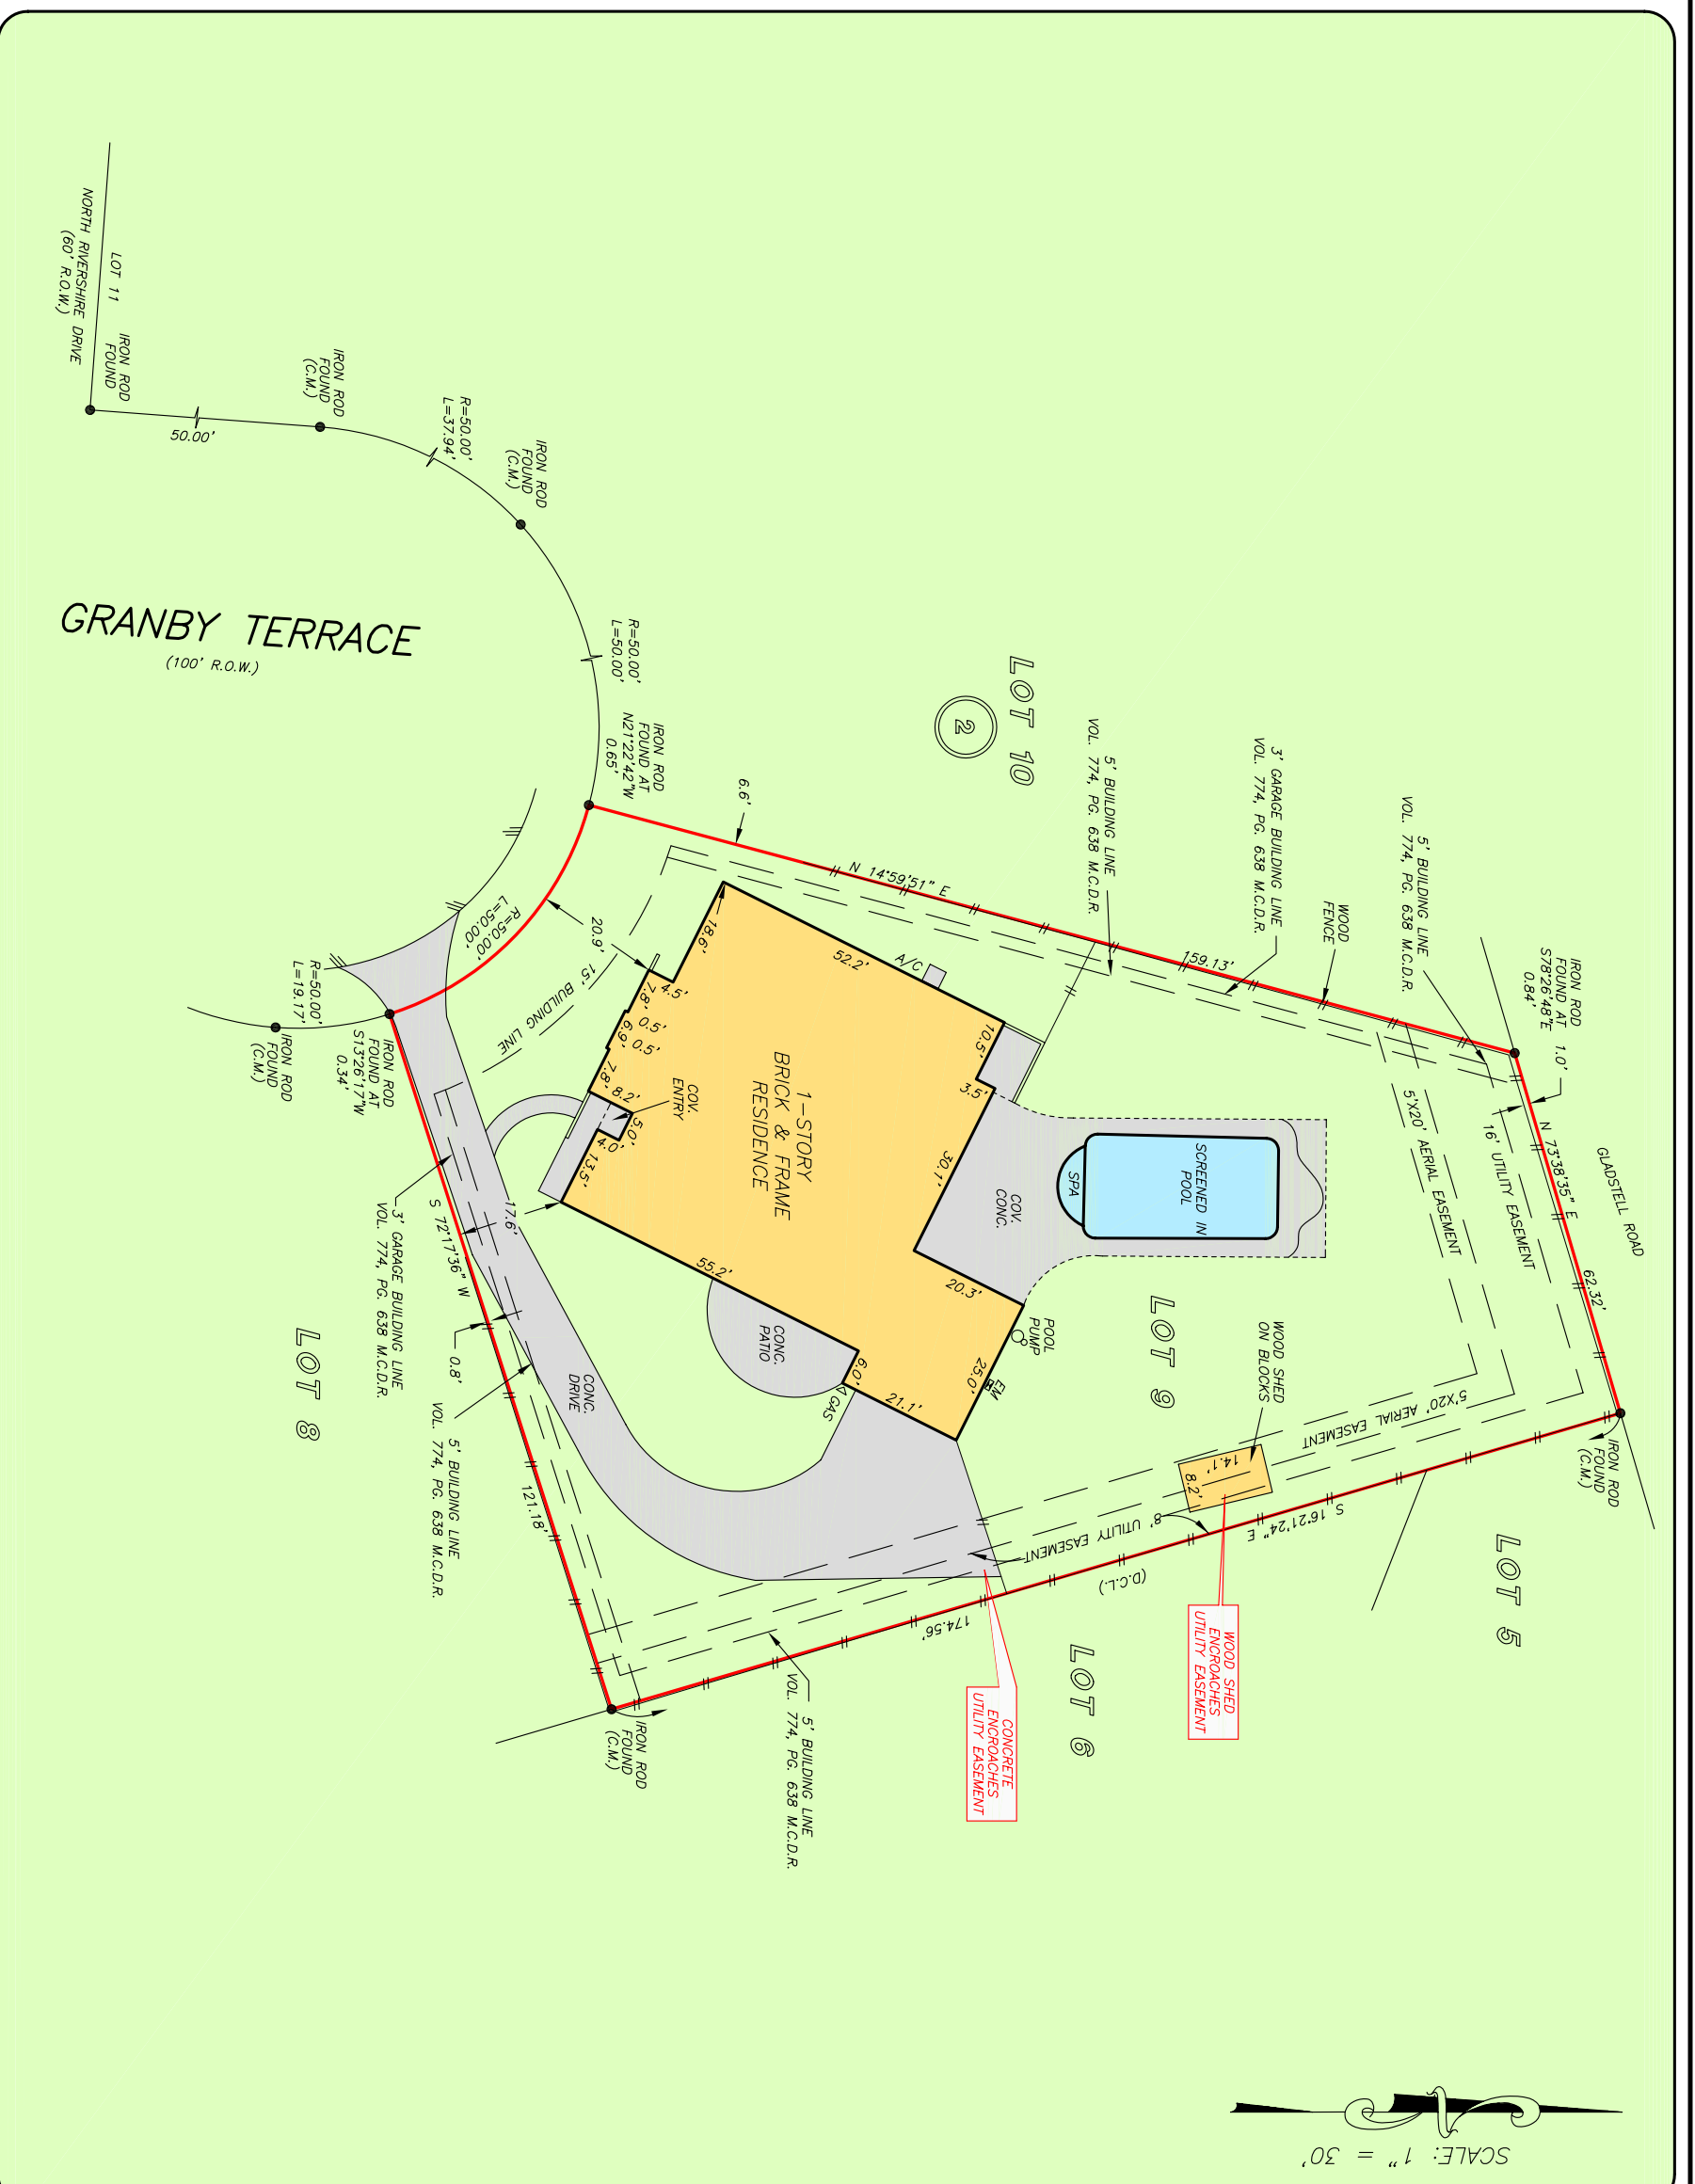 NORTH RIVERSHIRE DRIVE
(60' R.O.W.)
LOT 11
IRON ROD
FOUND
50.00'
IRON ROD
FOUND
(C.M.)
R=50.00'
L=37.94'
IRON ROD
FOUND
(C.M.)
GRANBY TERRACE
(100' R.O.W.)
R=50.00'
L=50.00'
IRON ROD
FOUND AT
N21°22'42"W
0.65'
R=50.00'
L=50.00'
R=50.00'
L=19.17'
IRON ROD
FOUND
(C.M.)
IRON ROD
FOUND AT
S13°26'17"W
0.34'
LOT 10
2
6.6'
N 14°59'51" E
159.13'
5' BUILDING LINE
VOL. 774, PG. 638 M.C.D.R.
3' GARAGE BUILDING LINE
VOL. 774, PG. 638 M.C.D.R.
WOOD
FENCE
5' BUILDING LINE
VOL. 774, PG. 638 M.C.D.R.
IRON ROD
FOUND AT
S78°26'48"E
0.84'
1.0'
GLADSTELL ROAD
N 73°38'35" E
62.32'
16' UTILITY EASEMENT
5'X20' AERIAL EASEMENT
20.9'
15' BUILDING LINE
18.6'
4.5'
7.8'
0.5'
6.9'
0.5'
7.8'
8.2'
5.0'
4.0'
13.5'
52.2'
A/C
10.5'
3.5'
30.1'
20.3'
25.0'
21.1'
6.0'
55.2'
17.6'
COV.
ENTRY
1-STORY
BRICK & FRAME
RESIDENCE
COV.
CONC.
SPA
SCREENED IN
POOL
POOL
PUMP
EM
GAS
CONC.
PATIO
CONC.
DRIVE
LOT 9
WOOD SHED
ON BLOCKS
14.1'
8.2'
5'X20' AERIAL EASEMENT
8' UTILITY EASEMENT
S 16°21'24" E
(D.C.L.)
174.56'
IRON ROD
FOUND
(C.M.)
LOT 5
LOT 6
WOOD SHED
ENCROACHES
UTILITY EASEMENT
CONCRETE
ENCROACHES
UTILITY EASEMENT
5' BUILDING LINE
VOL. 774, PG. 638 M.C.D.R.
IRON ROD
FOUND
(C.M.)
S 72°17'36" W
121.18'
0.8'
3' GARAGE BUILDING LINE
VOL. 774, PG. 638 M.C.D.R.
5' BUILDING LINE
VOL. 774, PG. 638 M.C.D.R.
LOT 8
SCALE: 1" = 30'